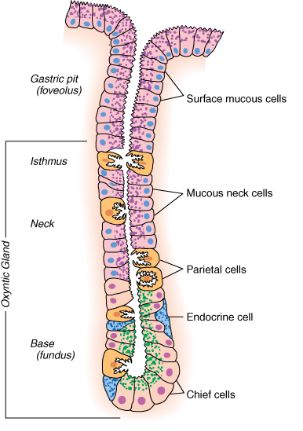 Gastric pit
(foveolus)
Surface mucous cells
Isthmus
Mucous neck cells
Neck
Parietal cells
Oxyntic Gland
Endocrine cell
Base
(fundus)
Chief cells